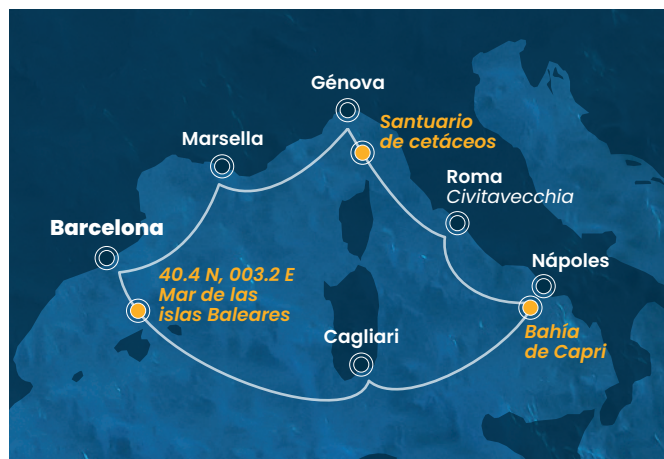 Génova
Santuario
de cetáceos
Marsella
Roma
Civitavecchia
Barcelona
40.4 N, 003.2 E
Mar de las
islas Baleares
Nápoles
Cagliari
Bahía
de Capri